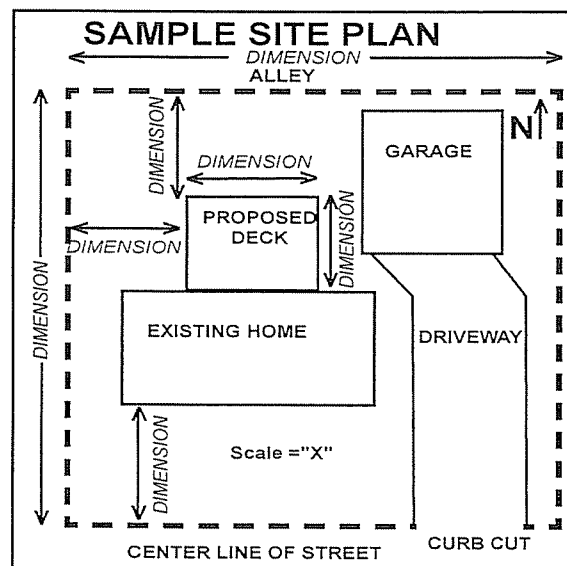 SAMPLE SITE PLAN
DIMENSION
ALLEY
N
DIMENSION
DIMENSION
GARAGE
PROPOSED
DECK
DIMENSION
DIMENSION
DIMENSION
EXISTING HOME
DRIVEWAY
DIMENSION
Scale ="X"
CENTER LINE OF STREET
CURB CUT